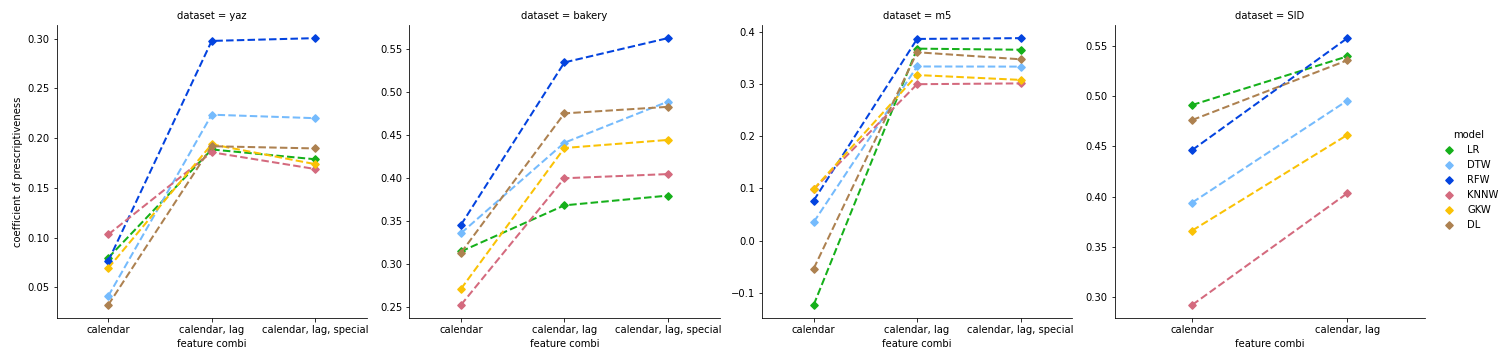 dataset = yaz
coefficient of prescriptiveness
0.30
0.25
0.20
0.15
0.10
0.05
calendar
calendar, lag
calendar, lag, special
feature combi
dataset = bakery
0.55
0.50
0.45
0.40
0.35
0.30
0.25
calendar
calendar, lag
calendar, lag, special
feature combi
dataset = m5
0.4
0.3
0.2
0.1
0.0
−0.1
calendar
calendar, lag
calendar, lag, special
feature combi
dataset = SID
0.55
0.50
0.45
0.40
0.35
0.30
calendar
calendar, lag
feature combi
model
LR
DTW
RFW
KNNW
GKW
DL